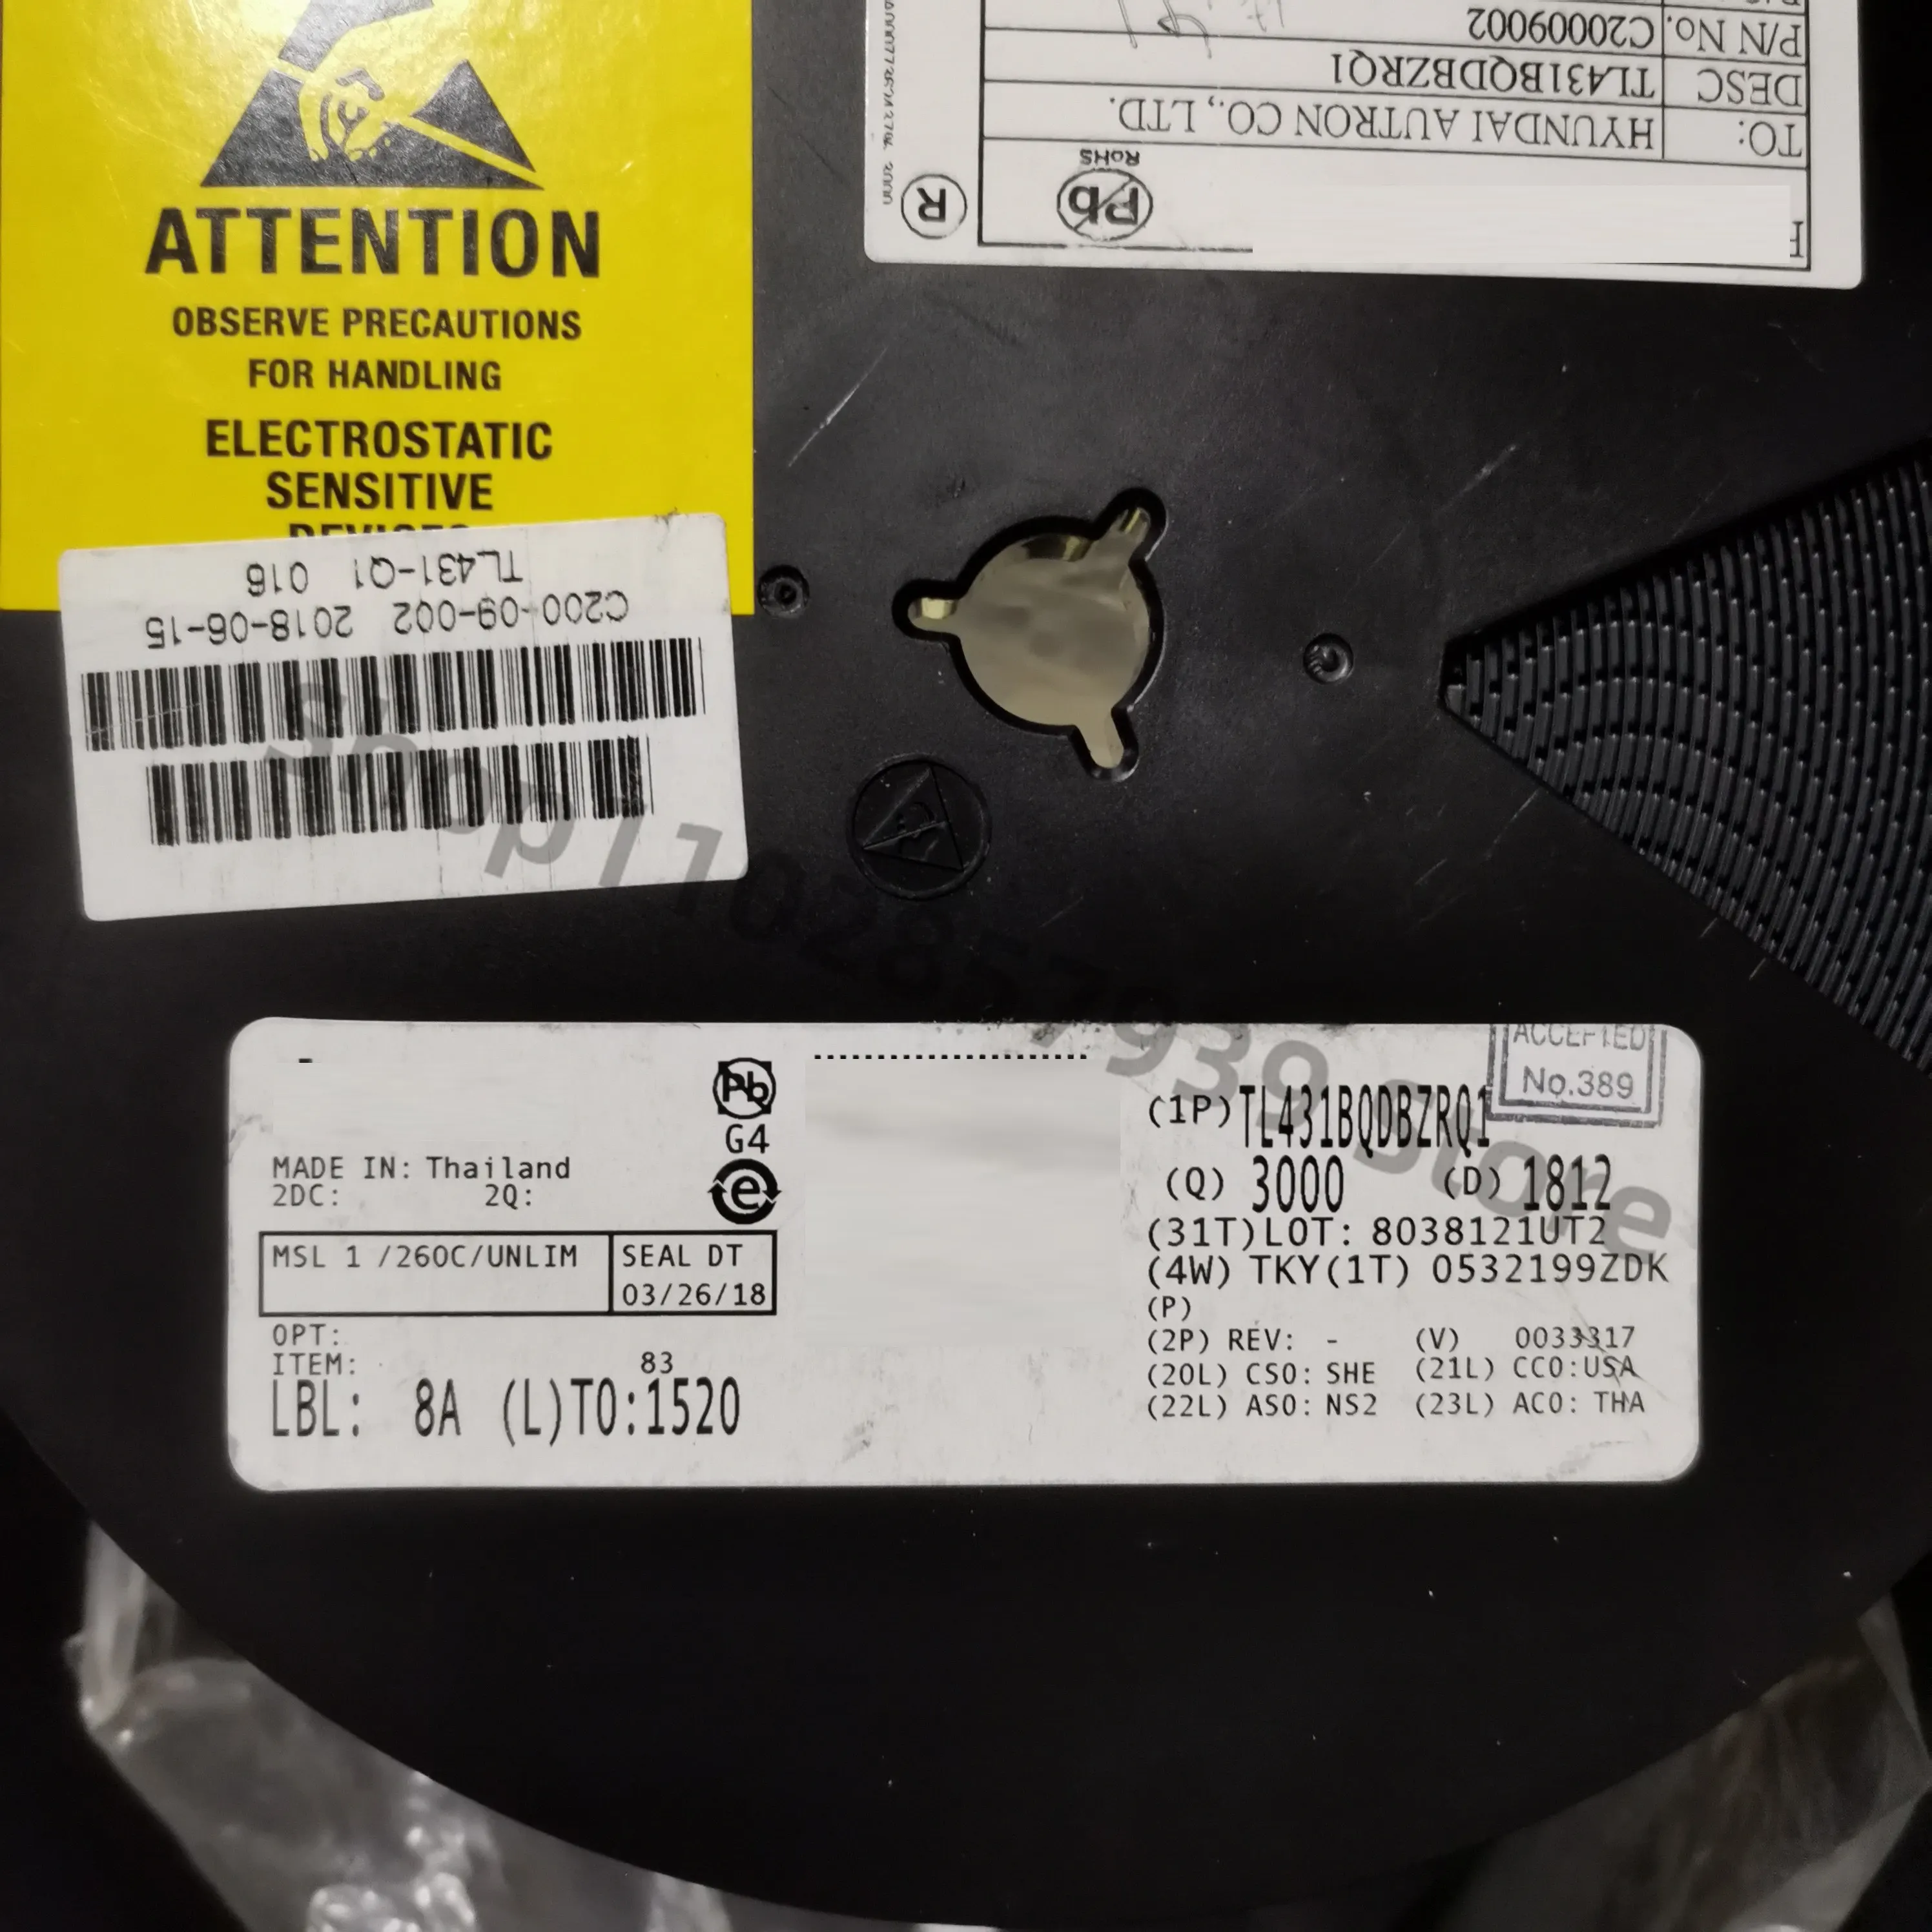 ATTENTION
OBSERVE PRECAUTIONS
FOR HANDLING
ELECTROSTATIC
SENSITIVE
Pb
RoHS
R
TO: HYUNDAI AUTRON CO., LTD.
DESC TL431BQDBZRQ1
P/N No. C20009002
TL431-Q1 016
C200-09-002 2018-06-15
Shop1102857939 Store
ACCEPTED
No.389
Pb
G4
e
MADE IN: Thailand
2DC: 2Q:
MSL 1 /260C/UNLIM SEAL DT
03/26/18
OPT:
ITEM: 83
LBL: 8A (L)TO:1520
(1P)TL431BQDBZRQ1
(Q) 3000 (D) 1812
(31T)LOT: 8038121UT2
(4W) TKY(1T) 0532199ZDK
(P)
(2P) REV: - (V) 0033317
(20L) CSO: SHE (21L) CCO:USA
(22L) ASO: NS2 (23L) ACO: THA